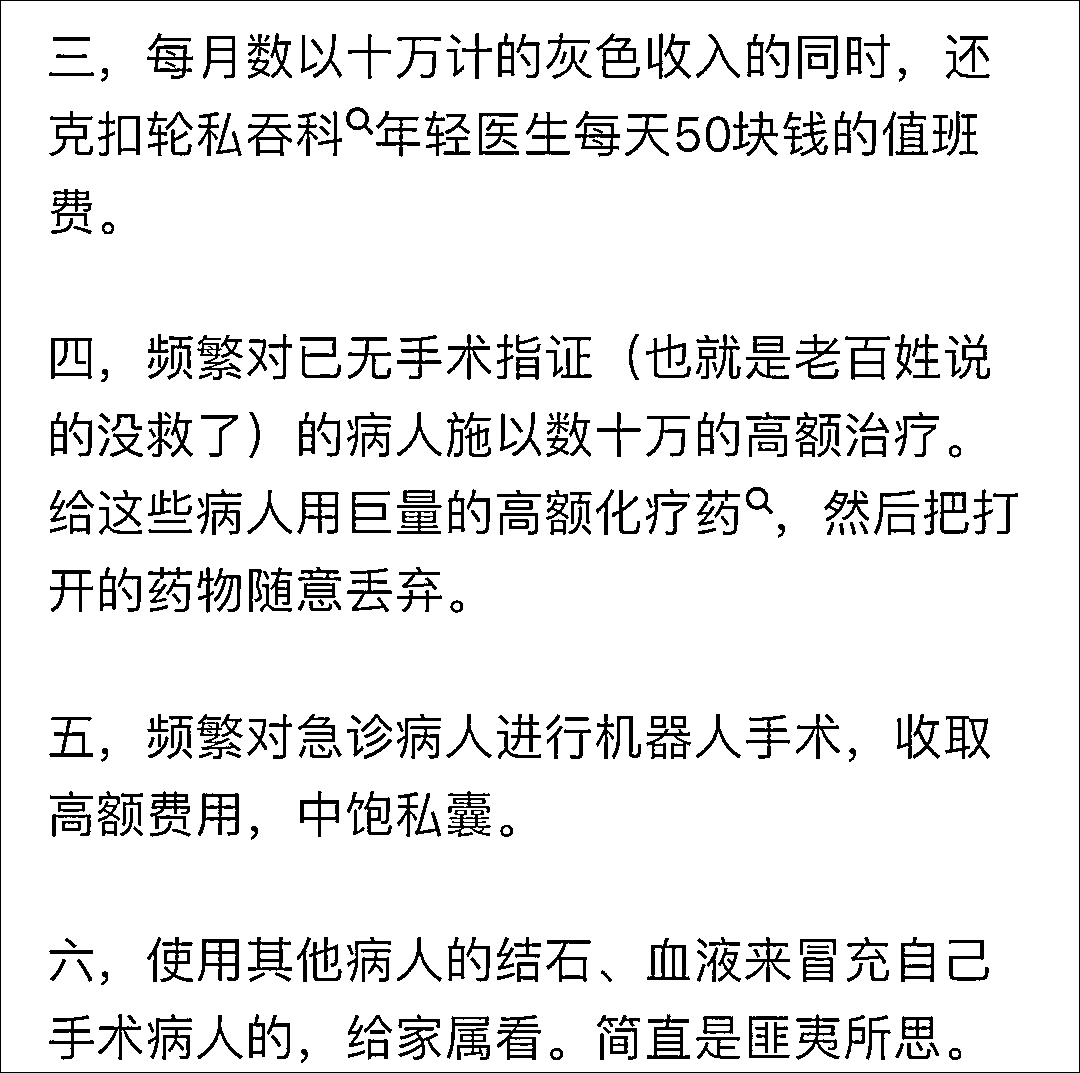 三，每月数以十万计的灰色收入的同时，还
克扣轮私吞科年轻医生每天50块钱的值班
费。
四，频繁对已无手术指证（也就是老百姓说
的没救了）的病人施以数十万的高额治疗。
给这些病人用巨量的高额化疗药，然后把打
开的药物随意丢弃。
五，频繁对急诊病人进行机器人手术，收取
高额费用，中饱私囊。
六，使用其他病人的结石、血液来冒充自己
手术病人的，给家属看。简直是匪夷所思。